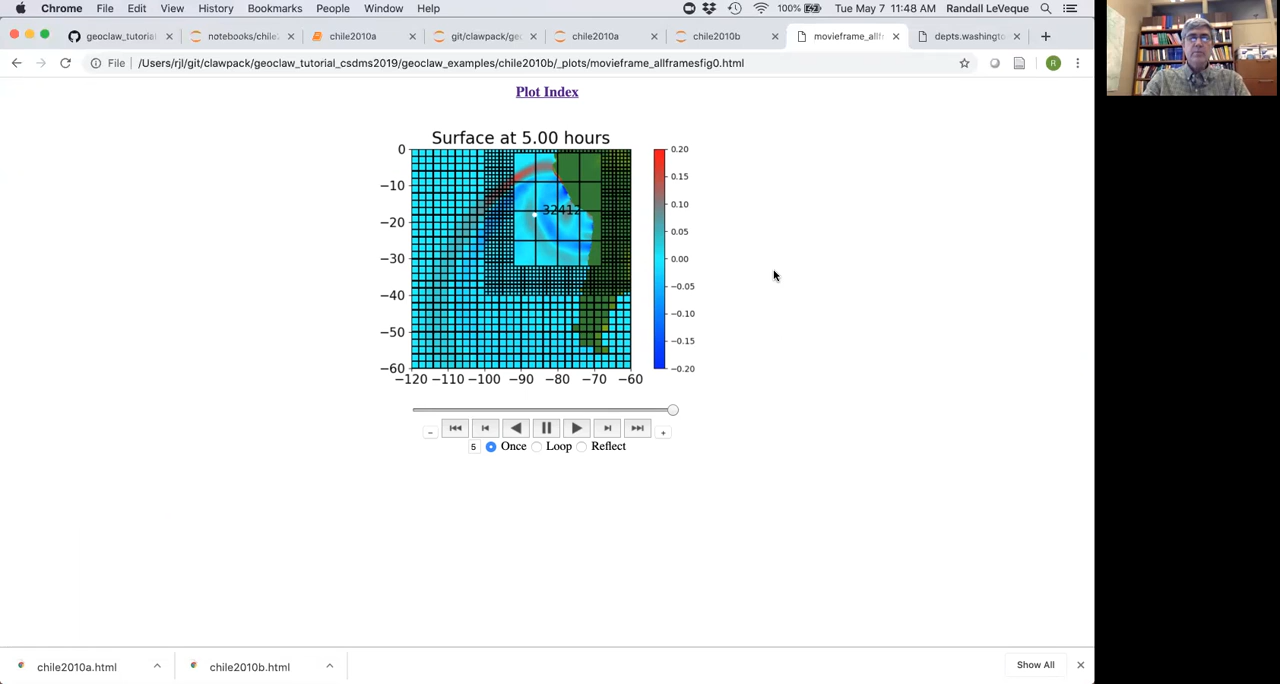 Chrome File Edit View History Bookmarks People Window Help 100% Tue May 7 11:48 AM Randall LeVeque
geoclaw_tutorial notebooks/chile. chile2010a git/clawpack/geo chile2010a chile2010b movieframe_allfr depts.washingto
File /Users/rjl/git/clawpack/geoclaw_tutorial_csdms2019/geoclaw_examples/chile2010b/_plots/movieframe_allframesfig0.html R
Plot Index
Surface at 5.00 hours
0
−10
−20
−30
−40
−50
−60
32412
−120 −110 −100 −90 −80 −70 −60
0.20
0.15
0.10
0.05
0.00
−0.05
−0.10
−0.15
−0.20
− +
5 Once Loop Reflect
chile2010a.html chile2010b.html Show All